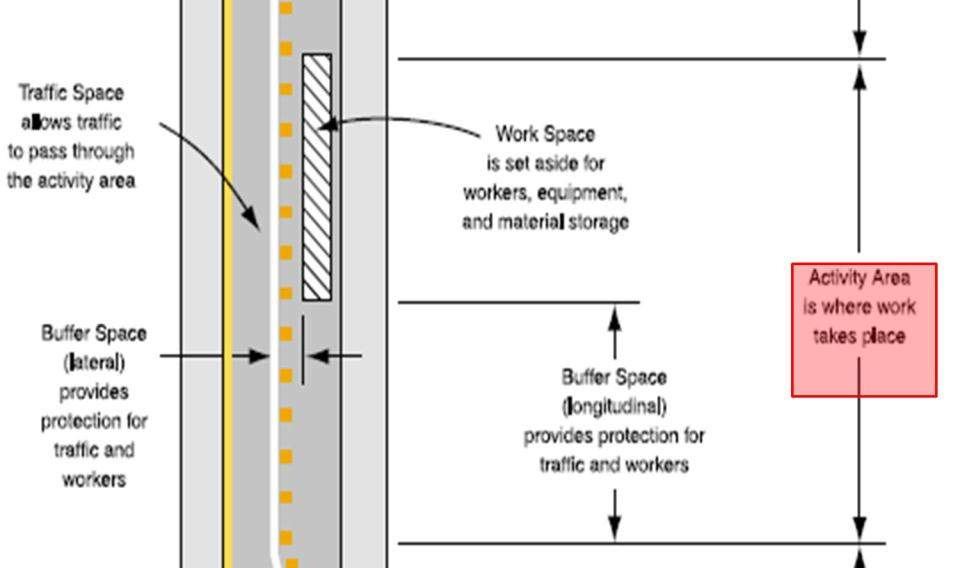 Traffic Space
allows traffic
to pass through
the activity area
Work Space
is set aside for
workers, equipment,
and material storage
Activity Area
is where work
takes place
Buffer Space
(lateral)
provides
protection for
traffic and
workers
Buffer Space
(longitudinal)
provides protection for
traffic and workers